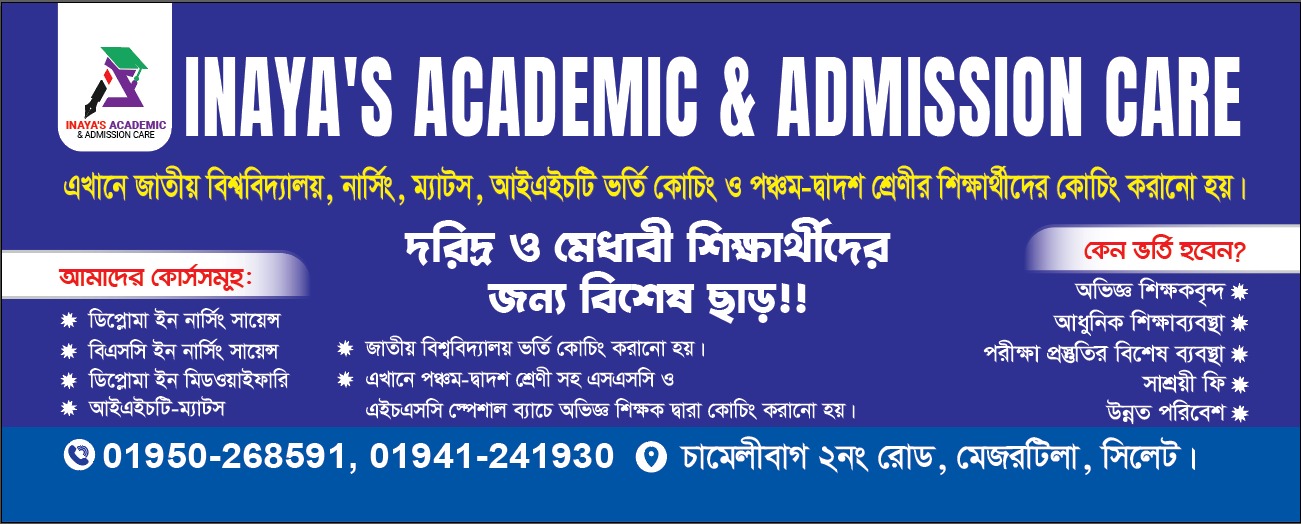 INAYA'S ACADEMIC
& ADMISSION CARE
INAYA'S ACADEMIC & ADMISSION CARE
এখানে জাতীয় বিশ্ববিদ্যালয়, নার্সিং, ম্যাটস, আইএইচটি ভর্তি কোচিং ও পঞ্চম-দ্বাদশ শ্রেণীর শিক্ষার্থীদের কোচিং করানো হয়।
দরিদ্র ও মেধাবী শিক্ষার্থীদের
জন্য বিশেষ ছাড়!!
আমাদের কোর্সসমূহ:
ডিপ্লোমা ইন নার্সিং সায়েন্স
বিএসসি ইন নার্সিং সায়েন্স
ডিপ্লোমা ইন মিডওয়াইফারি
আইএইচটি-ম্যাটস
জাতীয় বিশ্ববিদ্যালয় ভর্তি কোচিং করানো হয়।
এখানে পঞ্চম-দ্বাদশ শ্রেণী সহ এসএসসি ও
এইচএসসি স্পেশাল ব্যাচে অভিজ্ঞ শিক্ষক দ্বারা কোচিং করানো হয়।
কেন ভর্তি হবেন?
অভিজ্ঞ শিক্ষকবৃন্দ
আধুনিক শিক্ষাব্যবস্থা
পরীক্ষা প্রস্তুতির বিশেষ ব্যবস্থা
সাশ্রয়ী ফি
উন্নত পরিবেশ
01950-268591, 01941-241930
চামেলীবাগ ২নং রোড, মেজরটিলা, সিলেট।